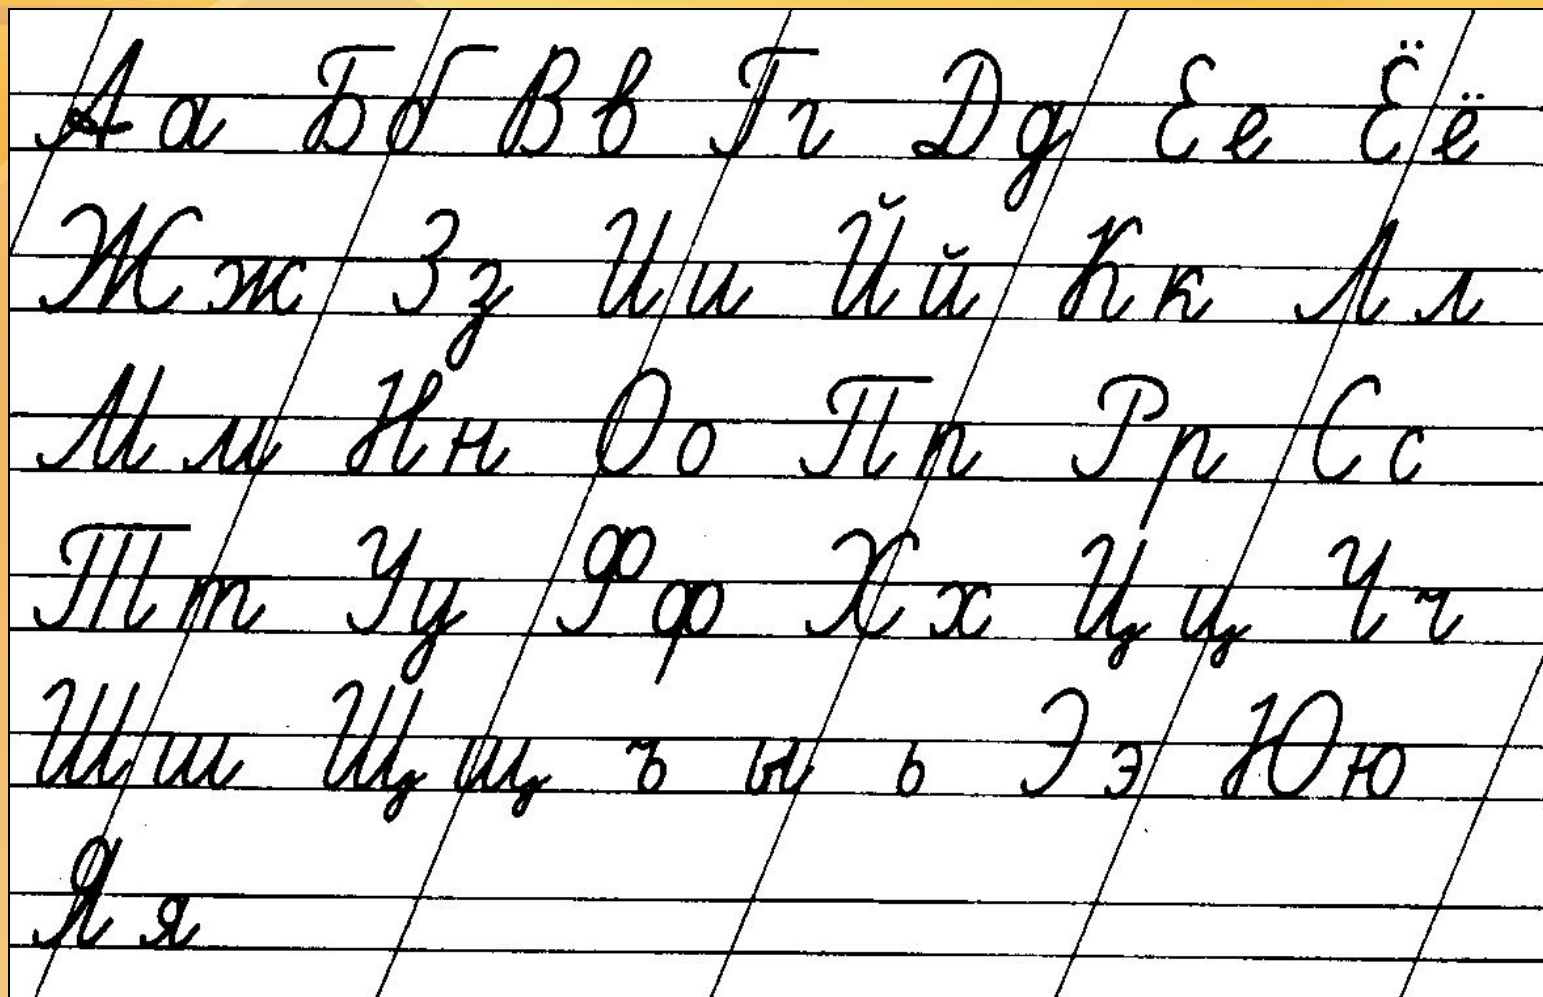 Аа Бб Вв Гг Дд Ее Ёё
Жж Зз Ии Йй Кк Лл
Мм Нн Оо Пп Рр Сс
Тт Уу Фф Хх Цц Чч
Шш Щщ ъ ы ь Ээ Юю
Яя